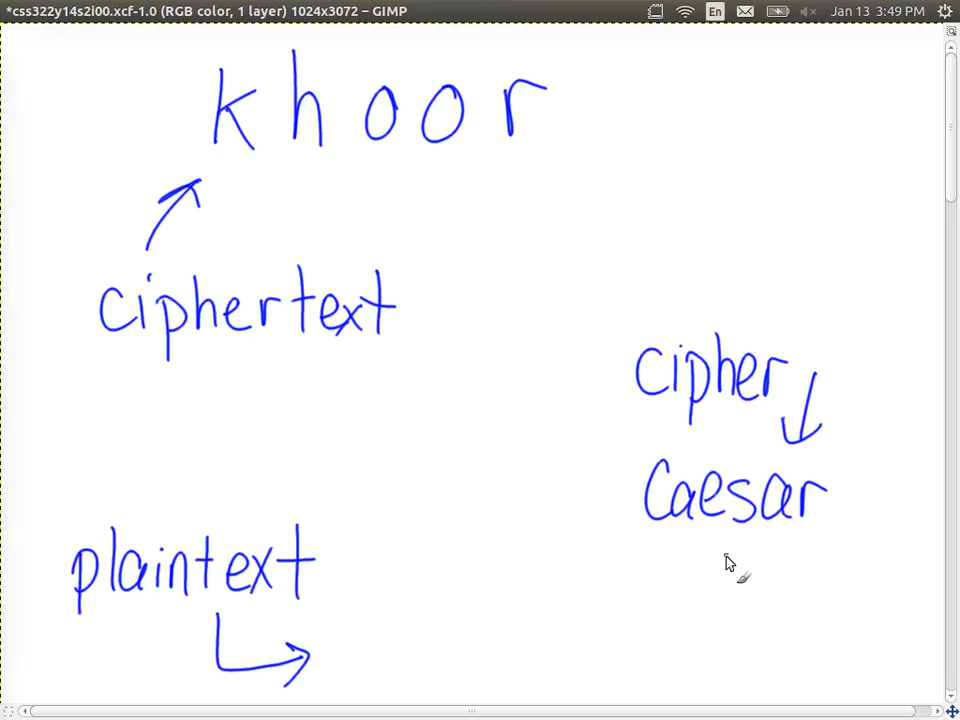 *css322y14s2i00.xcf-1.0 (RGB color, 1 layer) 1024x3072 – GIMP En Jan 13 3:49 PM
khoor
ciphertext
cipher
Caesar
plaintext